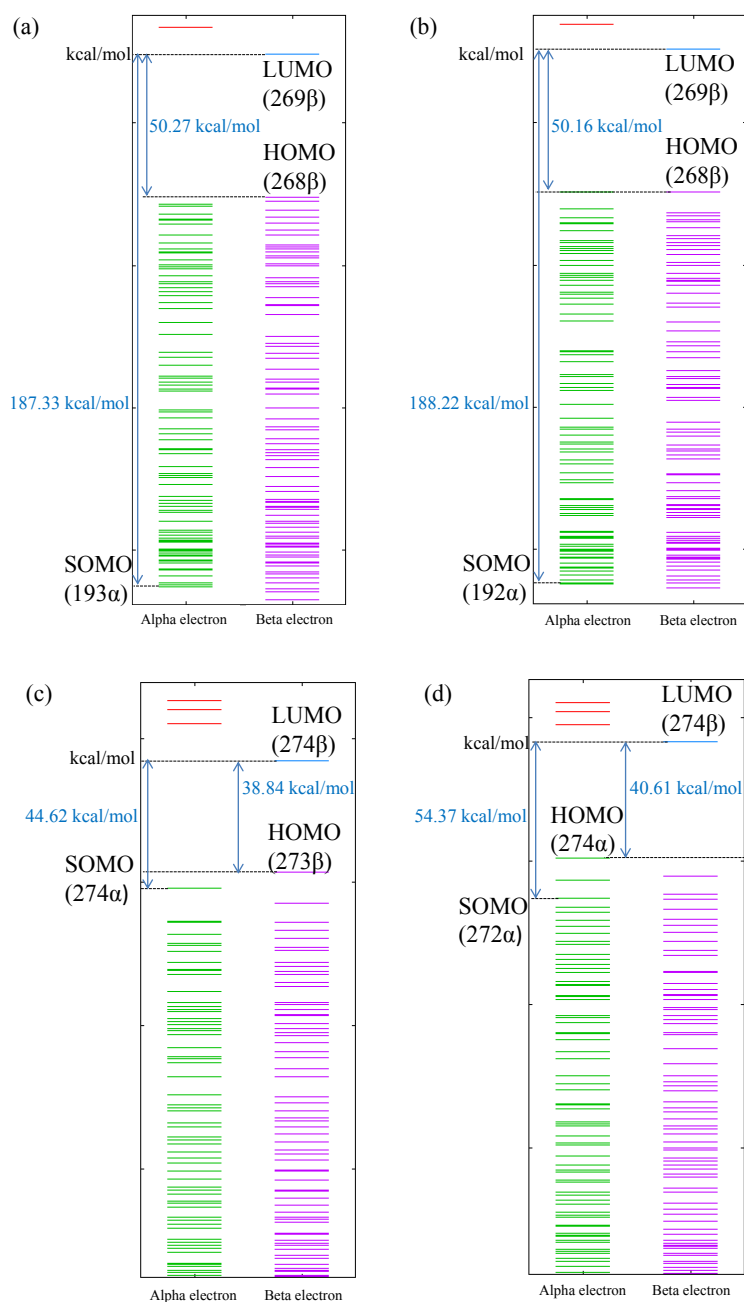 (a)
kcal/mol
LUMO
(269β)
50.27 kcal/mol
HOMO
(268β)
187.33 kcal/mol
SOMO
(193α)
Alpha electron
Beta electron
(b)
kcal/mol
LUMO
(269β)
50.16 kcal/mol
HOMO
(268β)
188.22 kcal/mol
SOMO
(192α)
Alpha electron
Beta electron
(c)
LUMO
(274β)
kcal/mol
38.84 kcal/mol
44.62 kcal/mol
HOMO
(273β)
SOMO
(274α)
Alpha electron
Beta electron
(d)
LUMO
(274β)
kcal/mol
40.61 kcal/mol
54.37 kcal/mol
HOMO
(274α)
SOMO
(272α)
Alpha electron
Beta electron